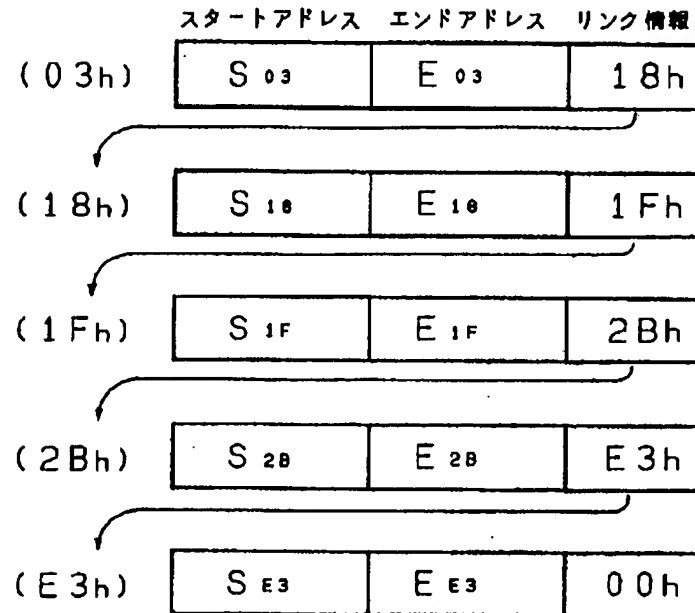 スタートアドレス エンドアドレス リンク情報
(03h) S03 E03 18h
(18h) S18 E18 1Fh
(1Fh) S1F E1F 2Bh
(2Bh) S2B E2B E3h
(E3h) SE3 EE3 00h